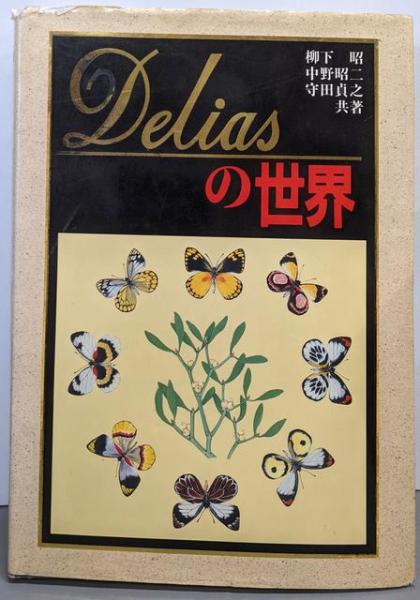 Delias
の世界
柳下 昭
中野昭二
守田貞之
共著